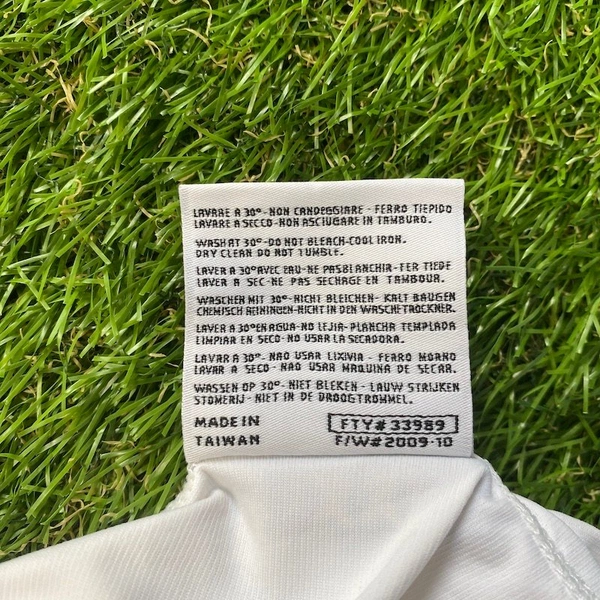 LAVARE A 30°-NON CANDEGGIARE - FERRO TIEPIDO
LAVARE A SECCO-NON ASCIUGARE IN TAMBURO.
WASH AT 30°-DO NOT BLEACH-COOL IRON.
DRY CLEAN DO NOT TUMBLE.
LAVER A 30°AVEC EAU-NE PAS BLANCHIR-FER TIEDE
LAVER A SEC-NE PAS SECHAGE EN TAMBOUR.
WASCHEN MIT 30°-NICHT BLEICHEN- KALT BAUGEN
CHEMISCH REINIGEN-NICHT IN DEN WASCHE-TROCKNER.
LAVER A 30°EN AGUA-NO LEJIA-PLANCHA TEMPLADA
LIMPIAR EN SECO-NO USAR LA SECADORA.
LAVAR A 30°- NAO USAR LIXIVIA - FERRO MORNO
LAVAR A SECO-NAO USAR MAQUINA DE SECAR.
WASSEN OP 30°-NIET BLEKEN-LAUW STRIJKEN
STOMERIJ-NIET IN DE DROOGTROMMEL.
MADE IN FTY# 33989
TAIWAN F/W# 2009-10